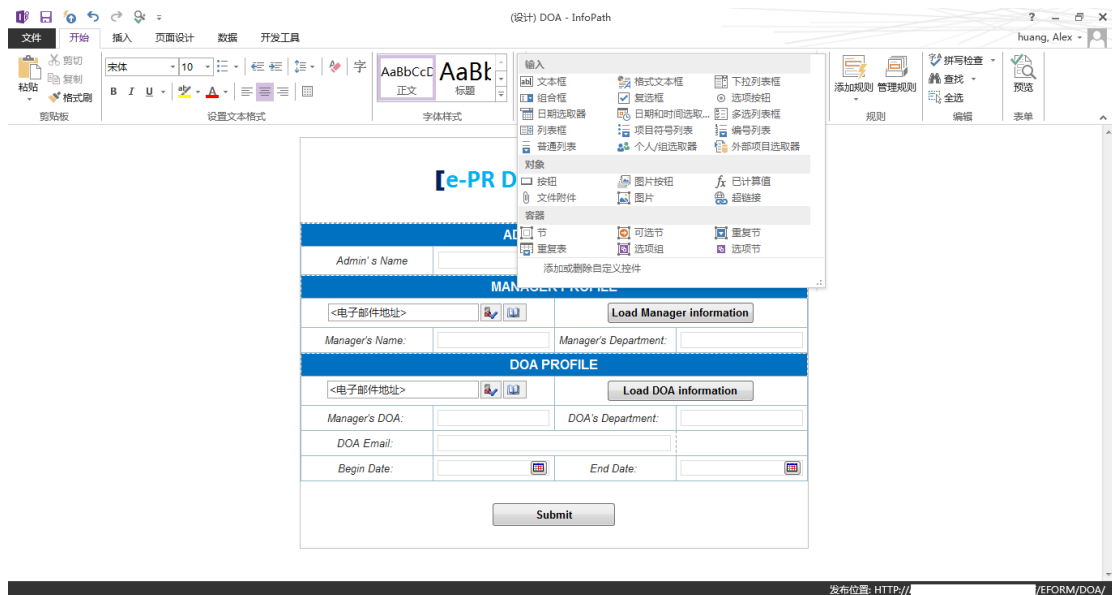 (设计) DOA - InfoPath
文件 开始 插入 页面设计 数据 开发工具
huang, Alex
粘贴
剪切
复制
格式刷
剪贴板
宋体 10
B I U A 字
设置文本格式
AaBbCcD AaBb
正文 标题
字体样式
添加规则 管理规则
规则
拼写检查
查找
全选
编辑
预览
表单
输入
文本框 格式文本框 下拉列表框
组合框 复选框 选项按钮
日期选取器 日期和时间选取... 多选列表框
列表框 项目符号列表 编号列表
普通列表 个人/组选取器 外部项目选取器
对象
按钮 图片按钮 fx 已计算值
文件附件 图片 超链接
容器
节 可选节 重复节
重复表 选项组 选项节
添加或删除自定义控件
[e-PR D
Admin' s Name
MANAGER PROFILE
<电子邮件地址> Load Manager information
Manager's Name: Manager's Department:
DOA PROFILE
<电子邮件地址> Load DOA information
Manager's DOA: DOA's Department:
DOA Email:
Begin Date: End Date:
Submit
发布位置: HTTP:// /EFORM/DOA/